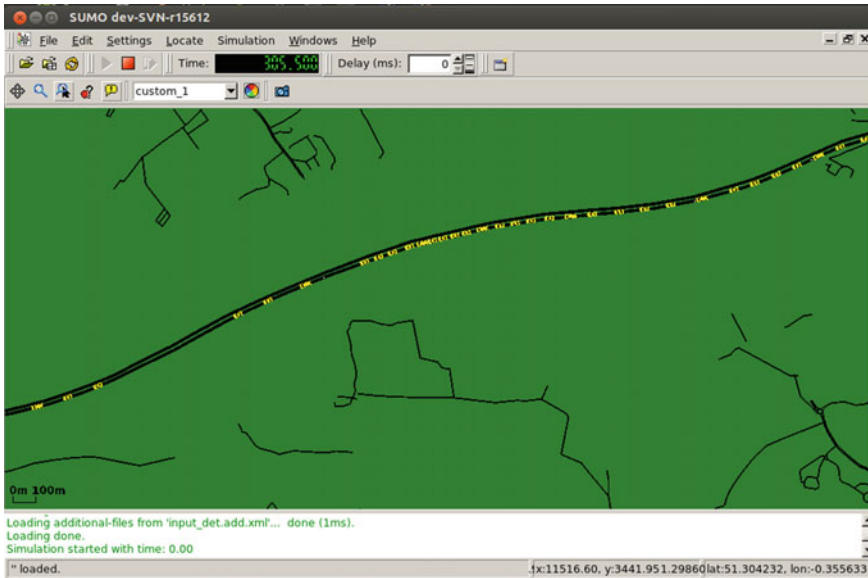 SUMO dev-SVN-r15612
File Edit Settings Locate Simulation Windows Help
Time: 305.500 Delay (ms): 0
custom_1
0m 100m
Loading additional-files from 'input_det.add.xml'... done (1ms).
Loading done.
Simulation started with time: 0.00
'' loaded.
x:11516.60, y:3441.951.29860 lat:51.304232, lon:-0.355633